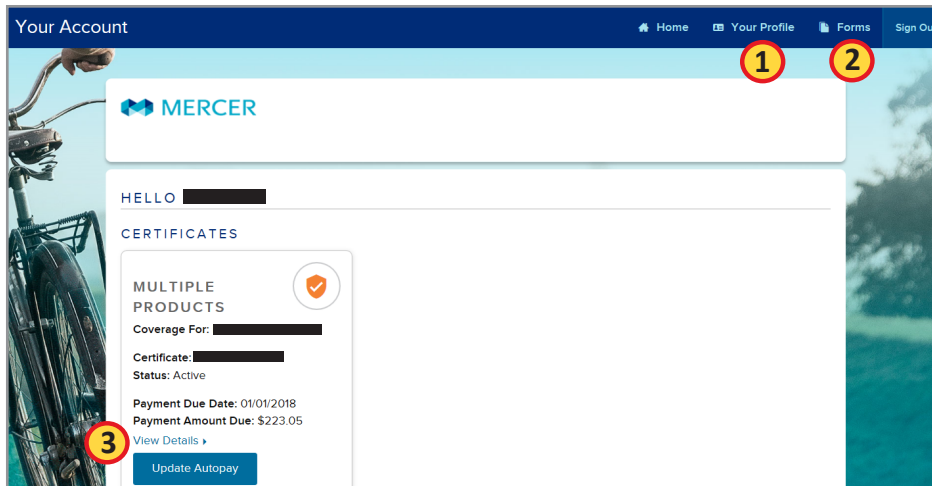 Your Account
Home
Your Profile
Forms
Sign Ou
1
2
MERCER
HELLO
CERTIFICATES
MULTIPLE
PRODUCTS
Coverage For:
Certificate:
Status: Active
Payment Due Date: 01/01/2018
Payment Amount Due: $223.05
3
View Details
Update Autopay